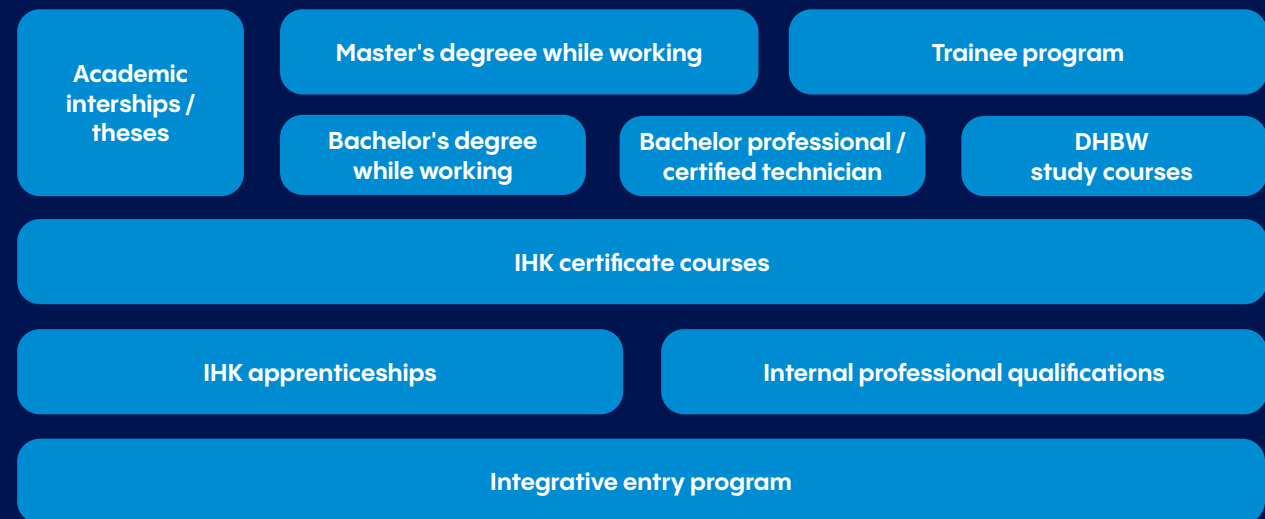 Academic
interships /
theses
Master's degreee while working
Trainee program
Bachelor's degree
while working
Bachelor professional /
certified technician
DHBW
study courses
IHK certificate courses
IHK apprenticeships
Internal professional qualifications
Integrative entry program